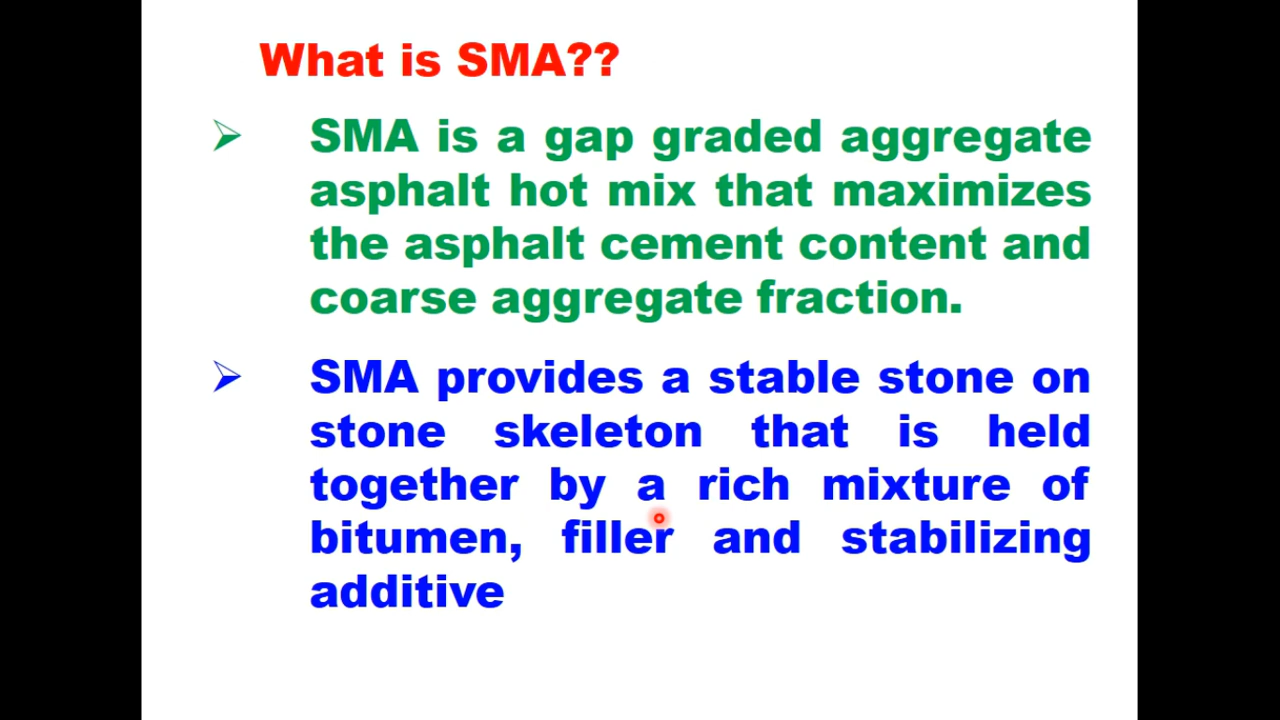 What is SMA??
SMA is a gap graded aggregate
asphalt hot mix that maximizes
the asphalt cement content and
coarse aggregate fraction.
SMA provides a stable stone on
stone skeleton that is held
together by a rich mixture of
bitumen, filler and stabilizing
additive